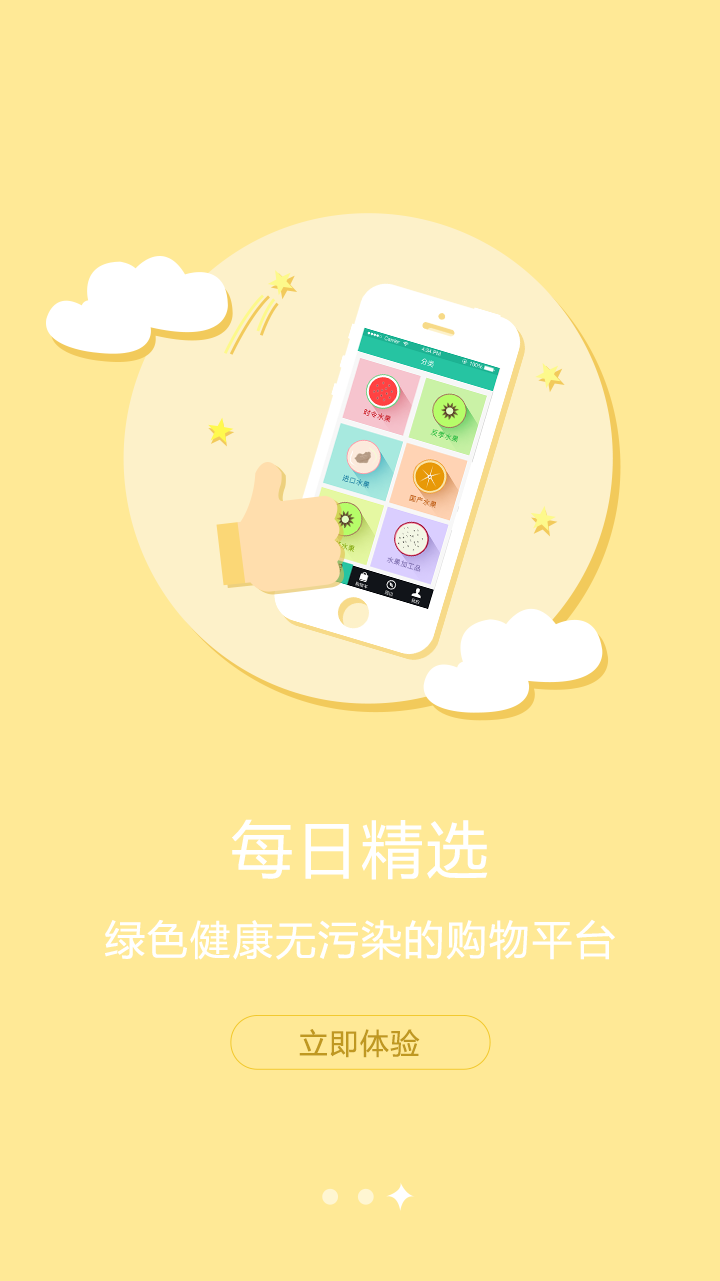 Carrier 4:34 PM 100%
分类
时令水果
反季水果
进口水果
国产水果
水果
水果加工品
购物车
我的
每日精选
绿色健康无污染的购物平台
立即体验